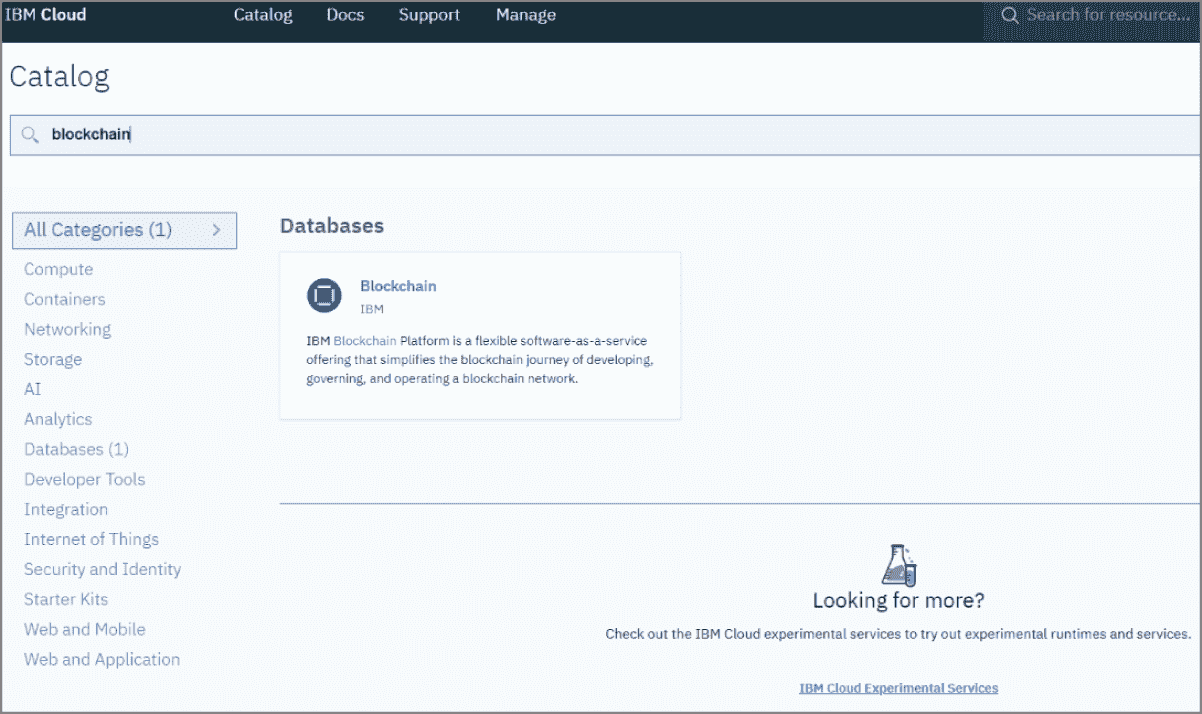 IBM Cloud Catalog Docs Support Manage Search for resource...
Catalog
blockchain
All Categories (1)
Compute
Containers
Networking
Storage
AI
Analytics
Databases (1)
Developer Tools
Integration
Internet of Things
Security and Identity
Starter Kits
Web and Mobile
Web and Application
Databases
Blockchain
IBM
IBM Blockchain Platform is a flexible software-as-a-service
offering that simplifies the blockchain journey of developing,
governing, and operating a blockchain network.
Looking for more?
Check out the IBM Cloud experimental services to try out experimental runtimes and services.
IBM Cloud Experimental Services